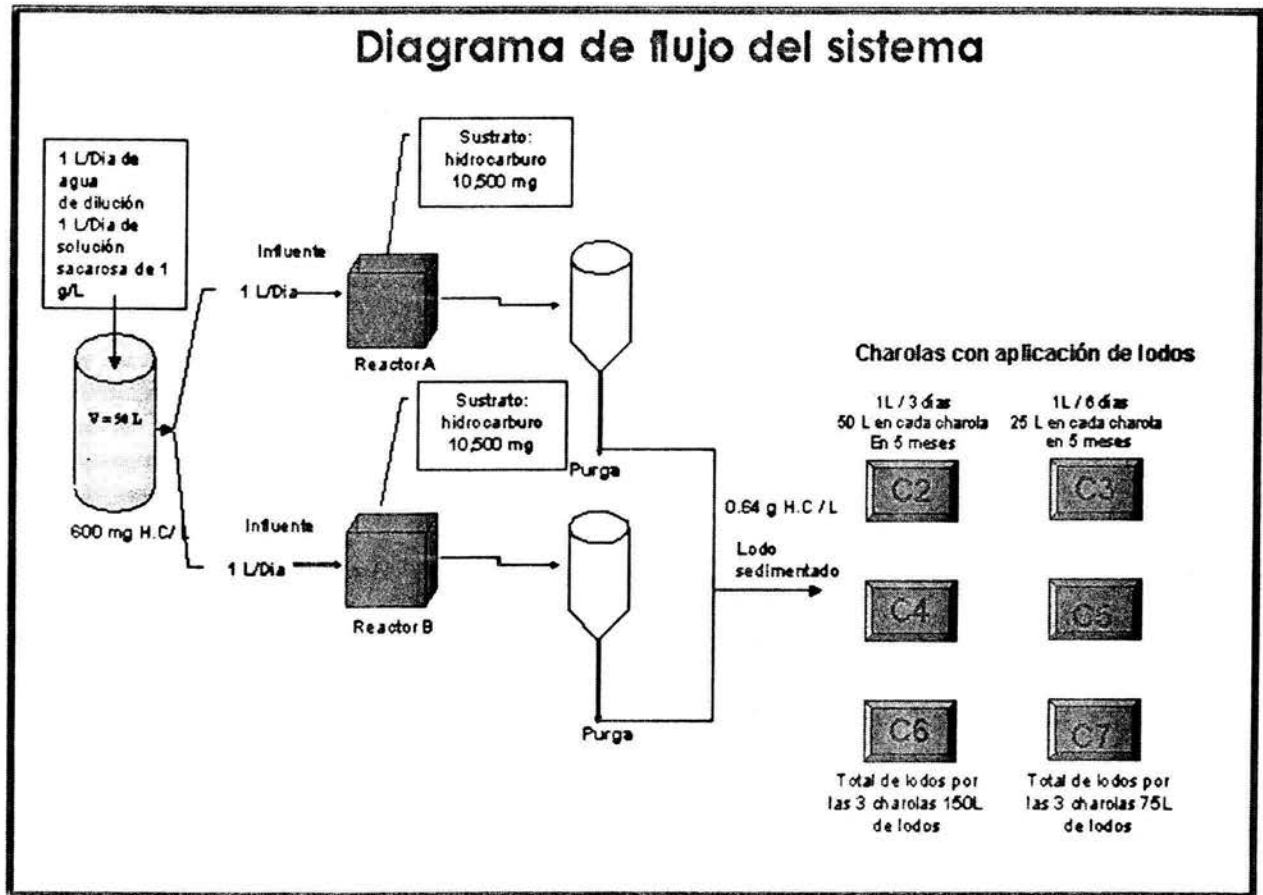 Diagrama de flujo del sistema
1 L/Dia de
agua
de dilución
1 L/Dia de
solución
sacarosa de 1
g/L
V = 50 L
600 mg H.C/ L
Influente
1 L/Dia
Sustrato:
hidrocarburo
10,500 mg
Reactor A
Purga
Influente
1 L/Dia
Sustrato:
hidrocarburo
10,500 mg
Reactor B
Purga
0.64 g H.C / L
Lodo
sedimentado
Charolas con aplicación de lodos
1L / 3 días
50 L en cada charola
En 5 meses
1L / 6 días
25 L en cada charola
en 5 meses
C2
C3
C4
C5
C6
C7
Total de lodos por
las 3 charolas 150L
de lodos
Total de lodos por
las 3 charolas 75L
de lodos